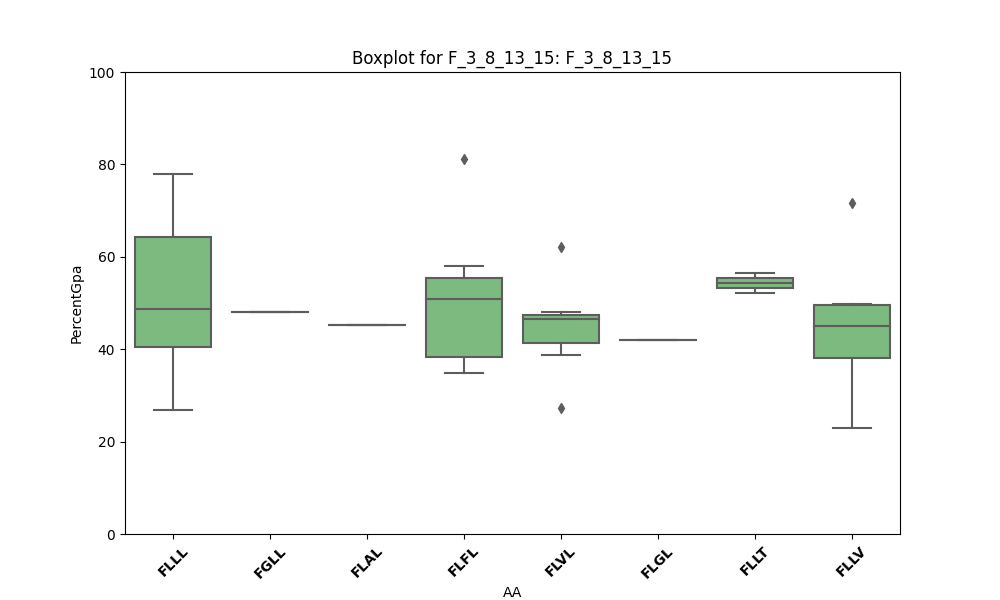 Boxplot for F_3_8_13_15: F_3_8_13_15
100
80
60
40
20
0
PercentGpa
FLLL
FGLL
FLAL
FLFL
FLVL
FLGL
FLLT
FLLV
AA